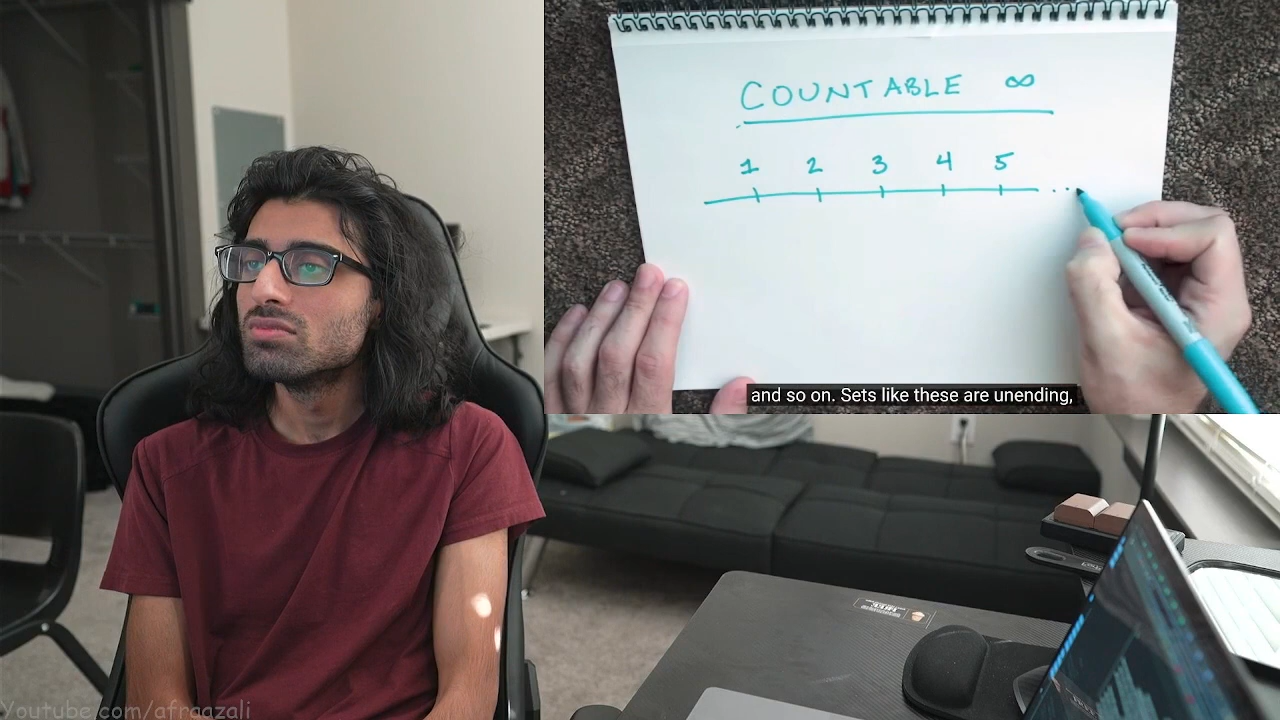 COUNTABLE ∞
1 2 3 4 5 ...
and so on. Sets like these are unending,
Youtube com/afraazali